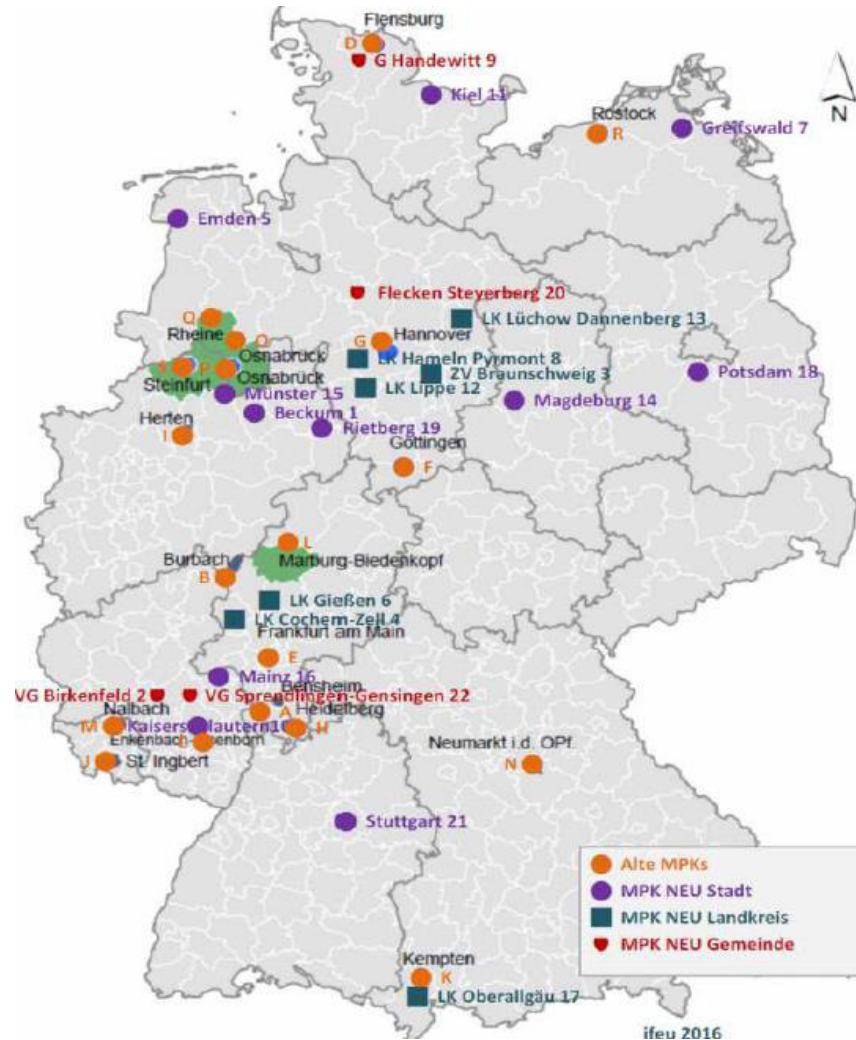 Flensburg
D
G Handewitt 9
Kiel 11
N
Rostock
R
Greifswald 7
Emden 5
Flecken Steyerberg 20
Q
LK Lüchow Dannenberg 13
Rheine
O
G
Hannover
Osnabrück
LK Hameln Pyrmont 8
P
Osnabrück
ZV Braunschweig 3
Potsdam 18
Steinfurt
LK Lippe 12
Münster 15
Magdeburg 14
Beckum 1
Herten
Rietberg 19
I
Göttingen
F
L
Burbach
Marburg-Biedenkopf
B
LK Gießen 6
LK Cochem-Zell 4
Frankfurt am Main
E
Mainz 16
Bensheim
VG Birkenfeld 2
VG Sprendlingen-Gensingen 22
Nalbach
A
Heidelberg
M
H
J
St. Ingbert
Neumarkt i.d. OPf.
N
Stuttgart 21
Alte MPKs
MPK NEU Stadt
MPK NEU Landkreis
MPK NEU Gemeinde
Kempten
K
LK Oberallgäu 17
ifeu 2016